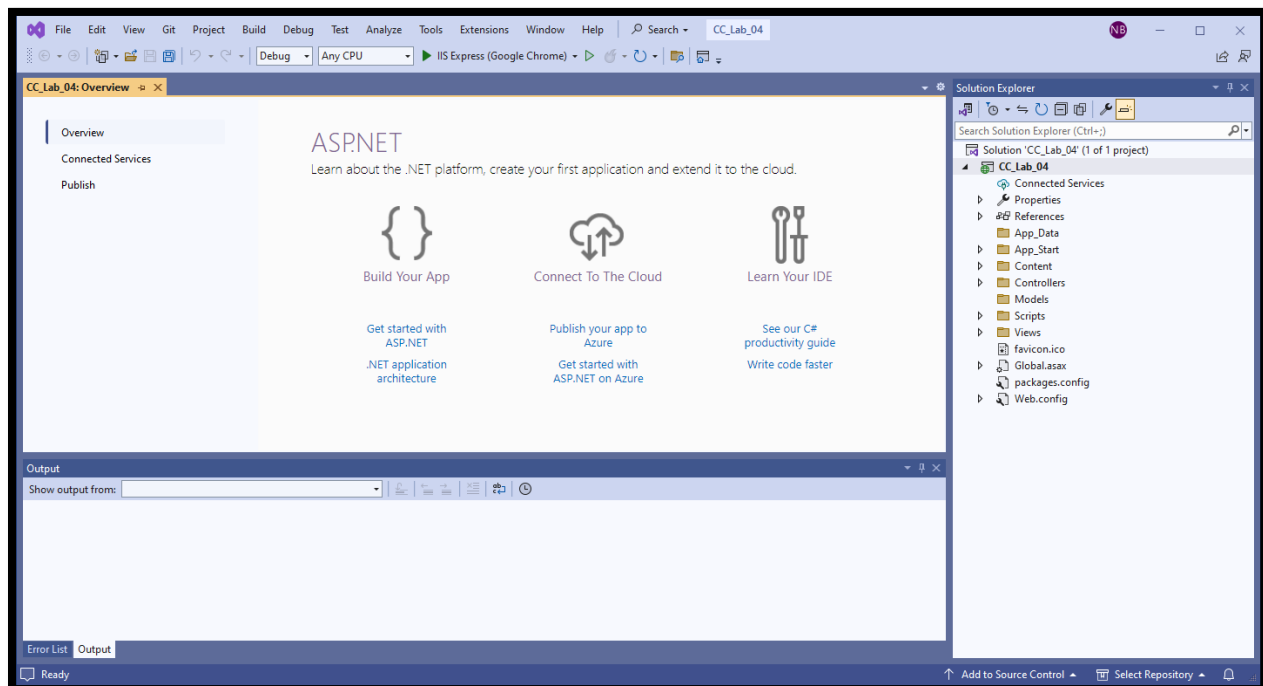 File Edit View Git Project Build Debug Test Analyze Tools Extensions Window Help Search CC_Lab_04 NB
Debug Any CPU IIS Express (Google Chrome)
CC_Lab_04: Overview
Overview
Connected Services
Publish
ASP.NET
Learn about the .NET platform, create your first application and extend it to the cloud.
Build Your App
Connect To The Cloud
Learn Your IDE
Get started with
ASP.NET
.NET application
architecture
Publish your app to
Azure
Get started with
ASP.NET on Azure
See our C#
productivity guide
Write code faster
Output
Show output from:
Error List Output
Solution Explorer
Search Solution Explorer (Ctrl+;)
Solution 'CC_Lab_04' (1 of 1 project)
CC_Lab_04
Connected Services
Properties
References
App_Data
App_Start
Content
Controllers
Models
Scripts
Views
favicon.ico
Global.asax
packages.config
Web.config
Ready Add to Source Control Select Repository